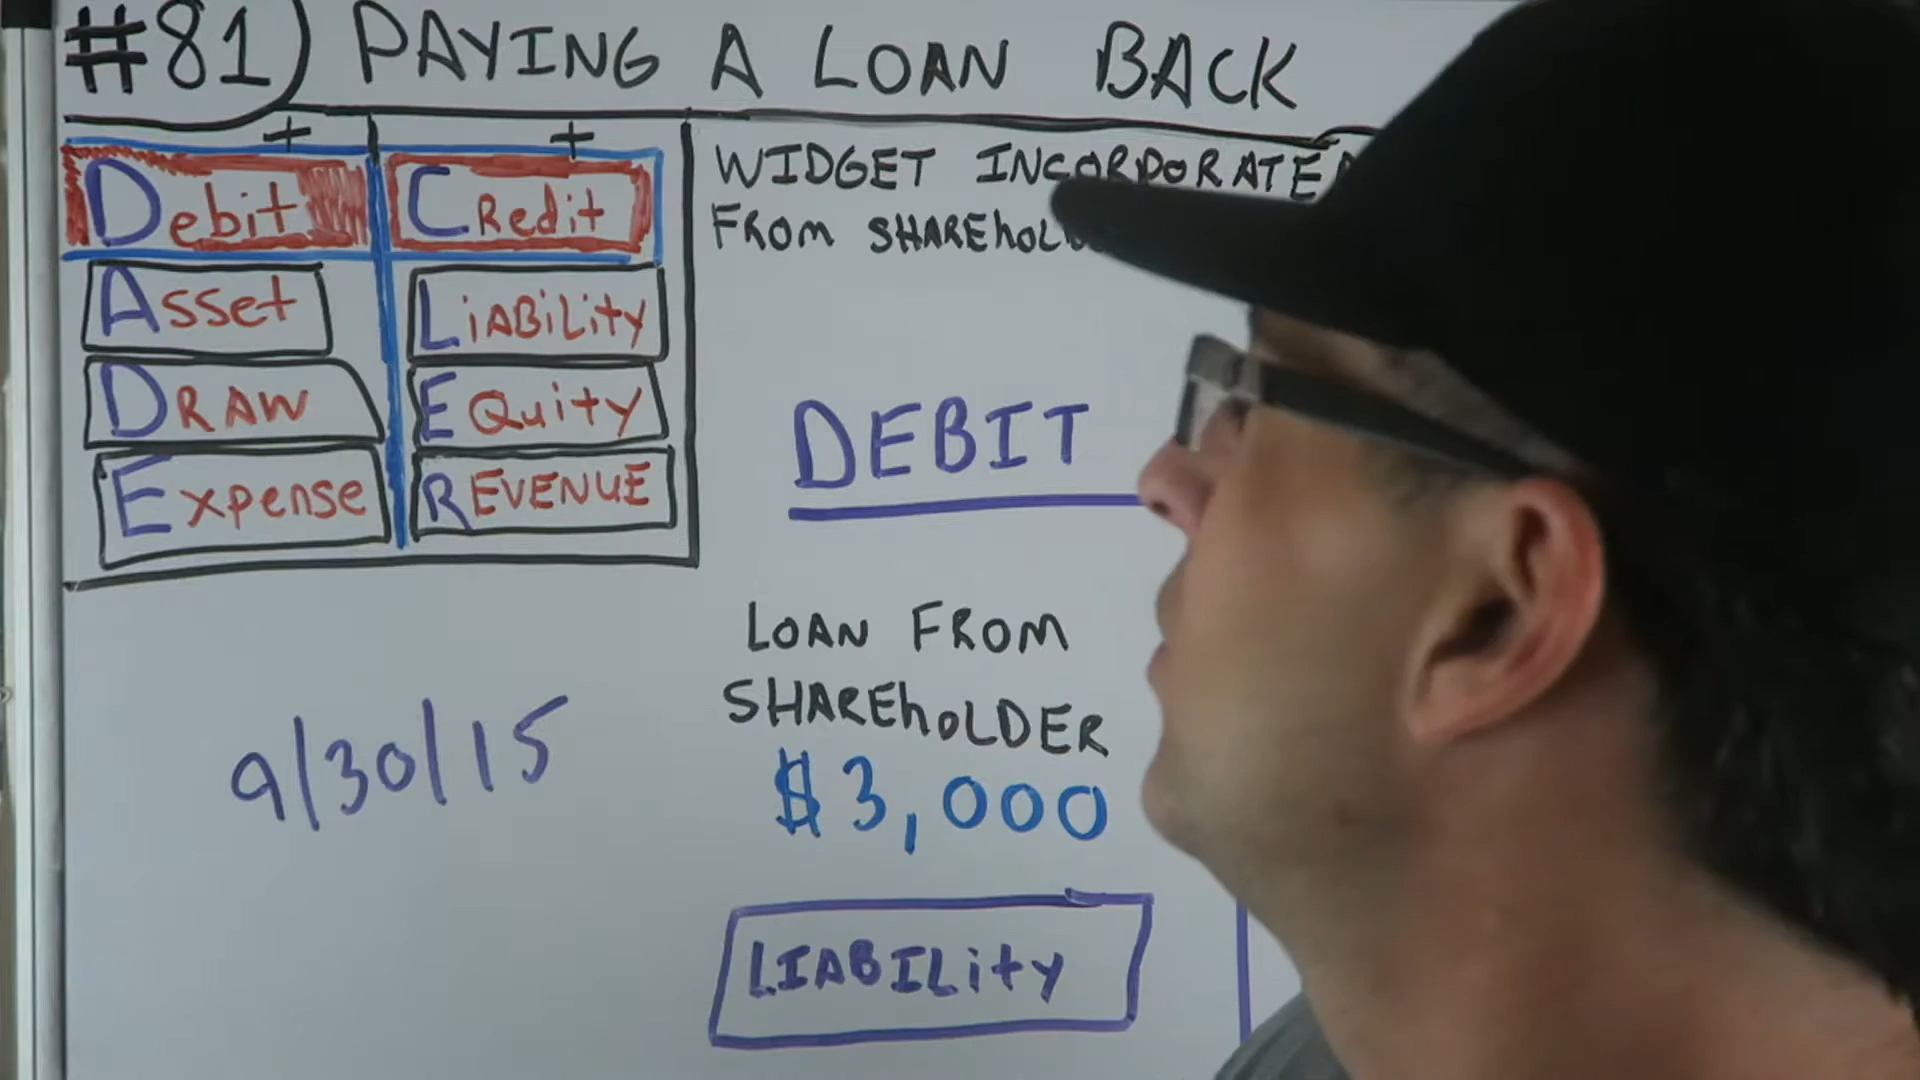 #81) PAYING A LOAN BACK
+ +
Debit CRedit
Asset LiABiLity
DRAW EQuity
Expense REVENUE
WIDGET INCORPORATE
FROM
DEBIT
9/30/15
LOAN FROM
SHAREhOLDER
$3,000
LIABILity